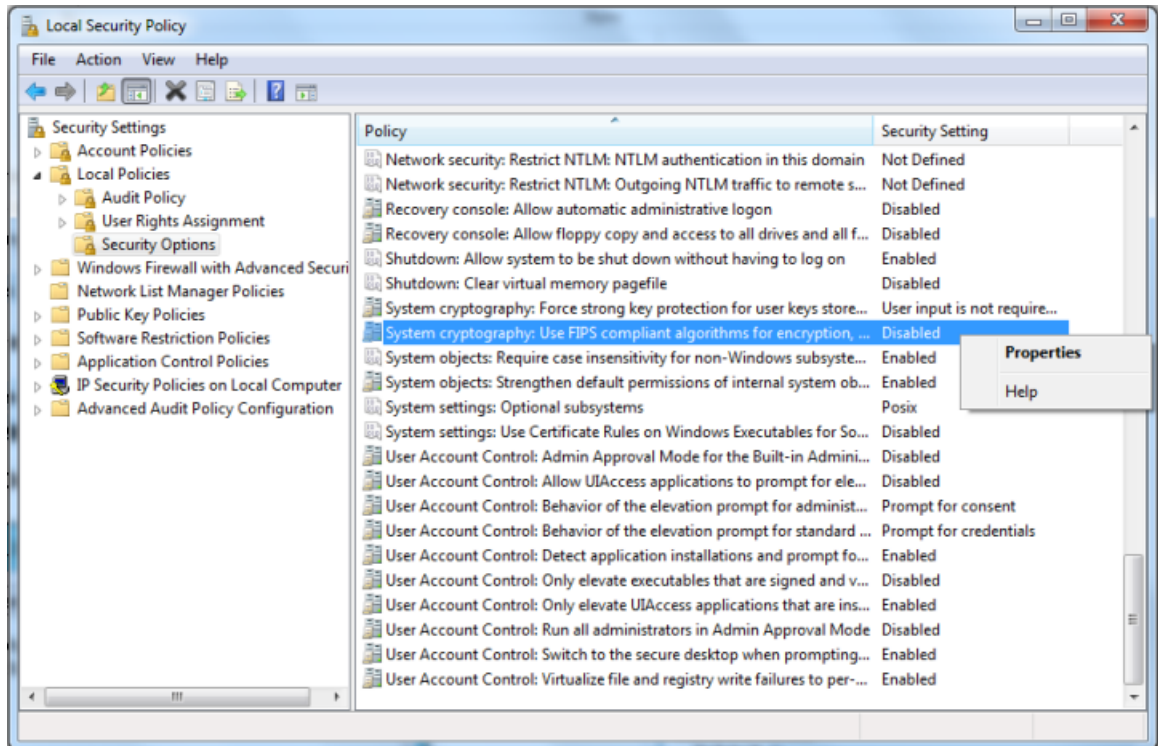 Local Security Policy
File Action View Help
Security Settings
Account Policies
Local Policies
Audit Policy
User Rights Assignment
Security Options
Windows Firewall with Advanced Securi
Network List Manager Policies
Public Key Policies
Software Restriction Policies
Application Control Policies
IP Security Policies on Local Computer
Advanced Audit Policy Configuration
Policy Security Setting
Network security: Restrict NTLM: NTLM authentication in this domain Not Defined
Network security: Restrict NTLM: Outgoing NTLM traffic to remote s... Not Defined
Recovery console: Allow automatic administrative logon Disabled
Recovery console: Allow floppy copy and access to all drives and all f... Disabled
Shutdown: Allow system to be shut down without having to log on Enabled
Shutdown: Clear virtual memory pagefile Disabled
System cryptography: Force strong key protection for user keys store... User input is not require...
System cryptography: Use FIPS compliant algorithms for encryption, ... Disabled
System objects: Require case insensitivity for non-Windows subsyste... Enabled
System objects: Strengthen default permissions of internal system ob... Enabled
System settings: Optional subsystems Posix
System settings: Use Certificate Rules on Windows Executables for So... Disabled
User Account Control: Admin Approval Mode for the Built-in Admini... Disabled
User Account Control: Allow UIAccess applications to prompt for ele... Disabled
User Account Control: Behavior of the elevation prompt for administ... Prompt for consent
User Account Control: Behavior of the elevation prompt for standard ... Prompt for credentials
User Account Control: Detect application installations and prompt fo... Enabled
User Account Control: Only elevate executables that are signed and v... Disabled
User Account Control: Only elevate UIAccess applications that are ins... Enabled
User Account Control: Run all administrators in Admin Approval Mode Disabled
User Account Control: Switch to the secure desktop when prompting... Enabled
User Account Control: Virtualize file and registry write failures to per-... Enabled
Properties
Help